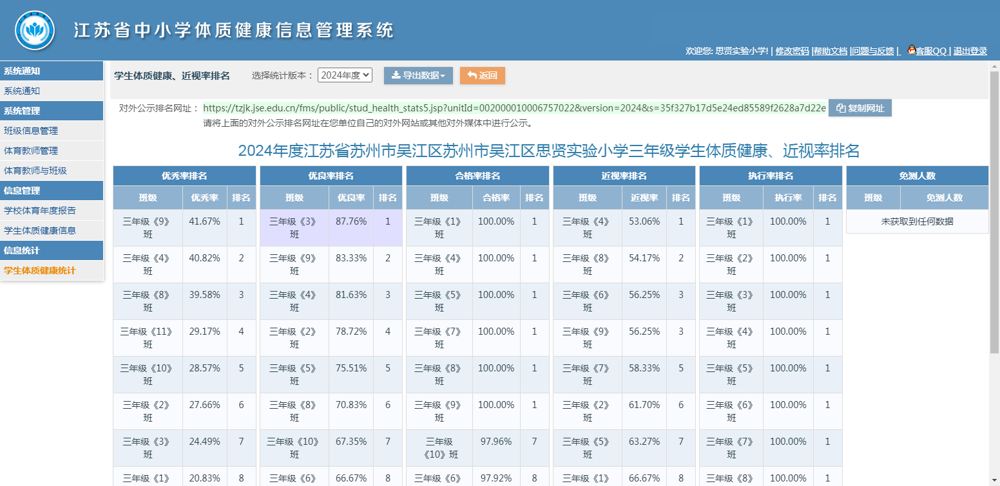 江苏省中小学体质健康信息管理系统
欢迎您: 思贤实验小学! | 修改密码 |帮助文档 |问题与反馈 | 客服QQ | 退出登录
系统通知
系统通知
系统管理
班级信息管理
体育教师管理
体育教师与班级
信息管理
学校体育年度报告
学生体质健康信息
信息统计
学生体质健康统计
学生体质健康、近视率排名 选择统计版本： 2024年度 导出数据 返回
对外公示排名网址： https://tzjk.jse.edu.cn/fms/public/stud_health_stats5.jsp?unitId=002000010006757022&version=2024&s=35f327b17d5e24ed85589f2628a7d22e 复制网址
请将上面的对外公示排名网址在您单位自己的对外网站或其他对外媒体中进行公示。
2024年度江苏省苏州市吴江区苏州市吴江区思贤实验小学三年级学生体质健康、近视率排名
优秀率排名 优良率排名 合格率排名 近视率排名 执行率排名 免测人数
班级 优秀率 排名 班级 优良率 排名 班级 合格率 排名 班级 近视率 排名 班级 执行率 排名 班级 免测人数
三年级《9》 41.67% 1 三年级《3》 87.76% 1 三年级《1》 100.00% 1 三年级《4》 53.06% 1 三年级《1》 100.00% 1 未获取到任何数据
班 班 班 班 班
三年级《4》 40.82% 2 三年级《9》 83.33% 2 三年级《4》 100.00% 1 三年级《8》 54.17% 2 三年级《2》 100.00% 1
班 班 班 班 班
三年级《8》 39.58% 3 三年级《4》 81.63% 3 三年级《5》 100.00% 1 三年级《6》 56.25% 3 三年级《3》 100.00% 1
班 班 班 班 班
三年级《11》 29.17% 4 三年级《2》 78.72% 4 三年级《7》 100.00% 1 三年级《9》 56.25% 3 三年级《4》 100.00% 1
班 班 班 班 班
三年级《10》 28.57% 5 三年级《5》 75.51% 5 三年级《8》 100.00% 1 三年级《7》 58.33% 5 三年级《5》 100.00% 1
班 班 班 班 班
三年级《2》 27.66% 6 三年级《8》 70.83% 6 三年级《9》 100.00% 1 三年级《2》 61.70% 6 三年级《6》 100.00% 1
班 班 班 班 班
三年级《3》 24.49% 7 三年级《10》 67.35% 7 三年级 97.96% 7 三年级《5》 63.27% 7 三年级《7》 100.00% 1
班 班 《10》班 班 班
三年级《1》 20.83% 8 三年级《6》 66.67% 8 三年级《6》 97.92% 8 三年级《1》 66.67% 8 三年级《8》 100.00% 1